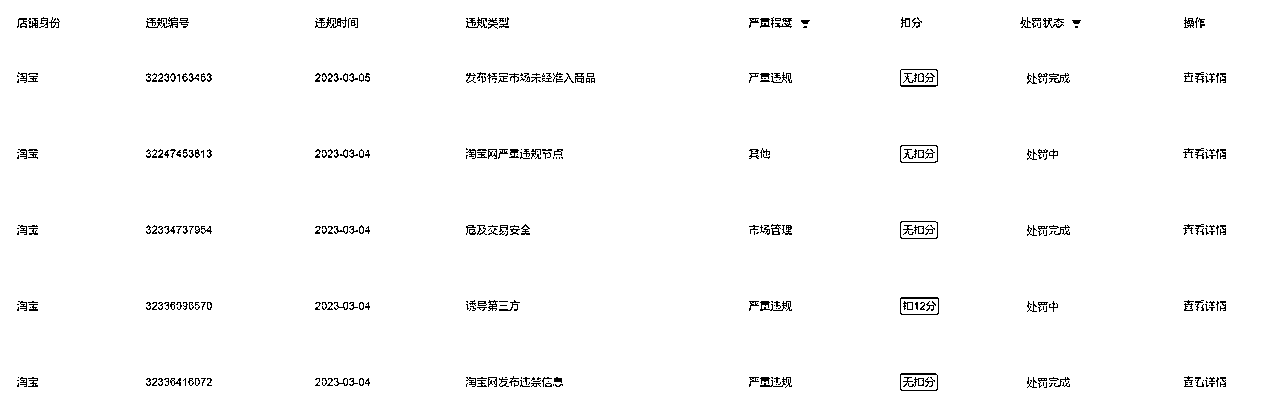 店铺身份 违规编号 违规时间 违规类型 严重程度 扣分 处罚状态 操作
淘宝 32230163463 2023-03-05 发布特定市场未经准入商品 严重违规 无扣分 处罚完成 查看详情
淘宝 32247453813 2023-03-04 淘宝网严重违规节点 其他 无扣分 处罚中 查看详情
淘宝 32334737954 2023-03-04 危及交易安全 市场管理 无扣分 处罚完成 查看详情
淘宝 32336096570 2023-03-04 诱导第三方 严重违规 扣12分 处罚中 查看详情
淘宝 32336416072 2023-03-04 淘宝网发布违禁信息 严重违规 无扣分 处罚完成 查看详情